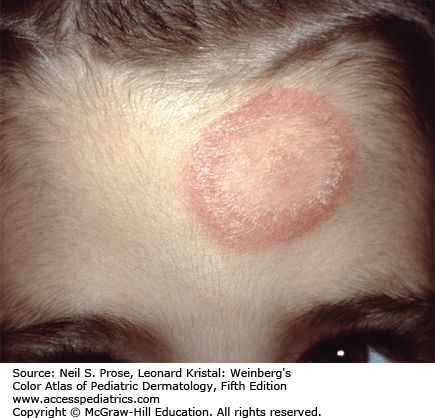 Source: Neil S. Prose, Leonard Kristal: Weinberg's
Color Atlas of Pediatric Dermatology, Fifth Edition
www.accesspediatrics.com
Copyright © McGraw-Hill Education. All rights reserved.